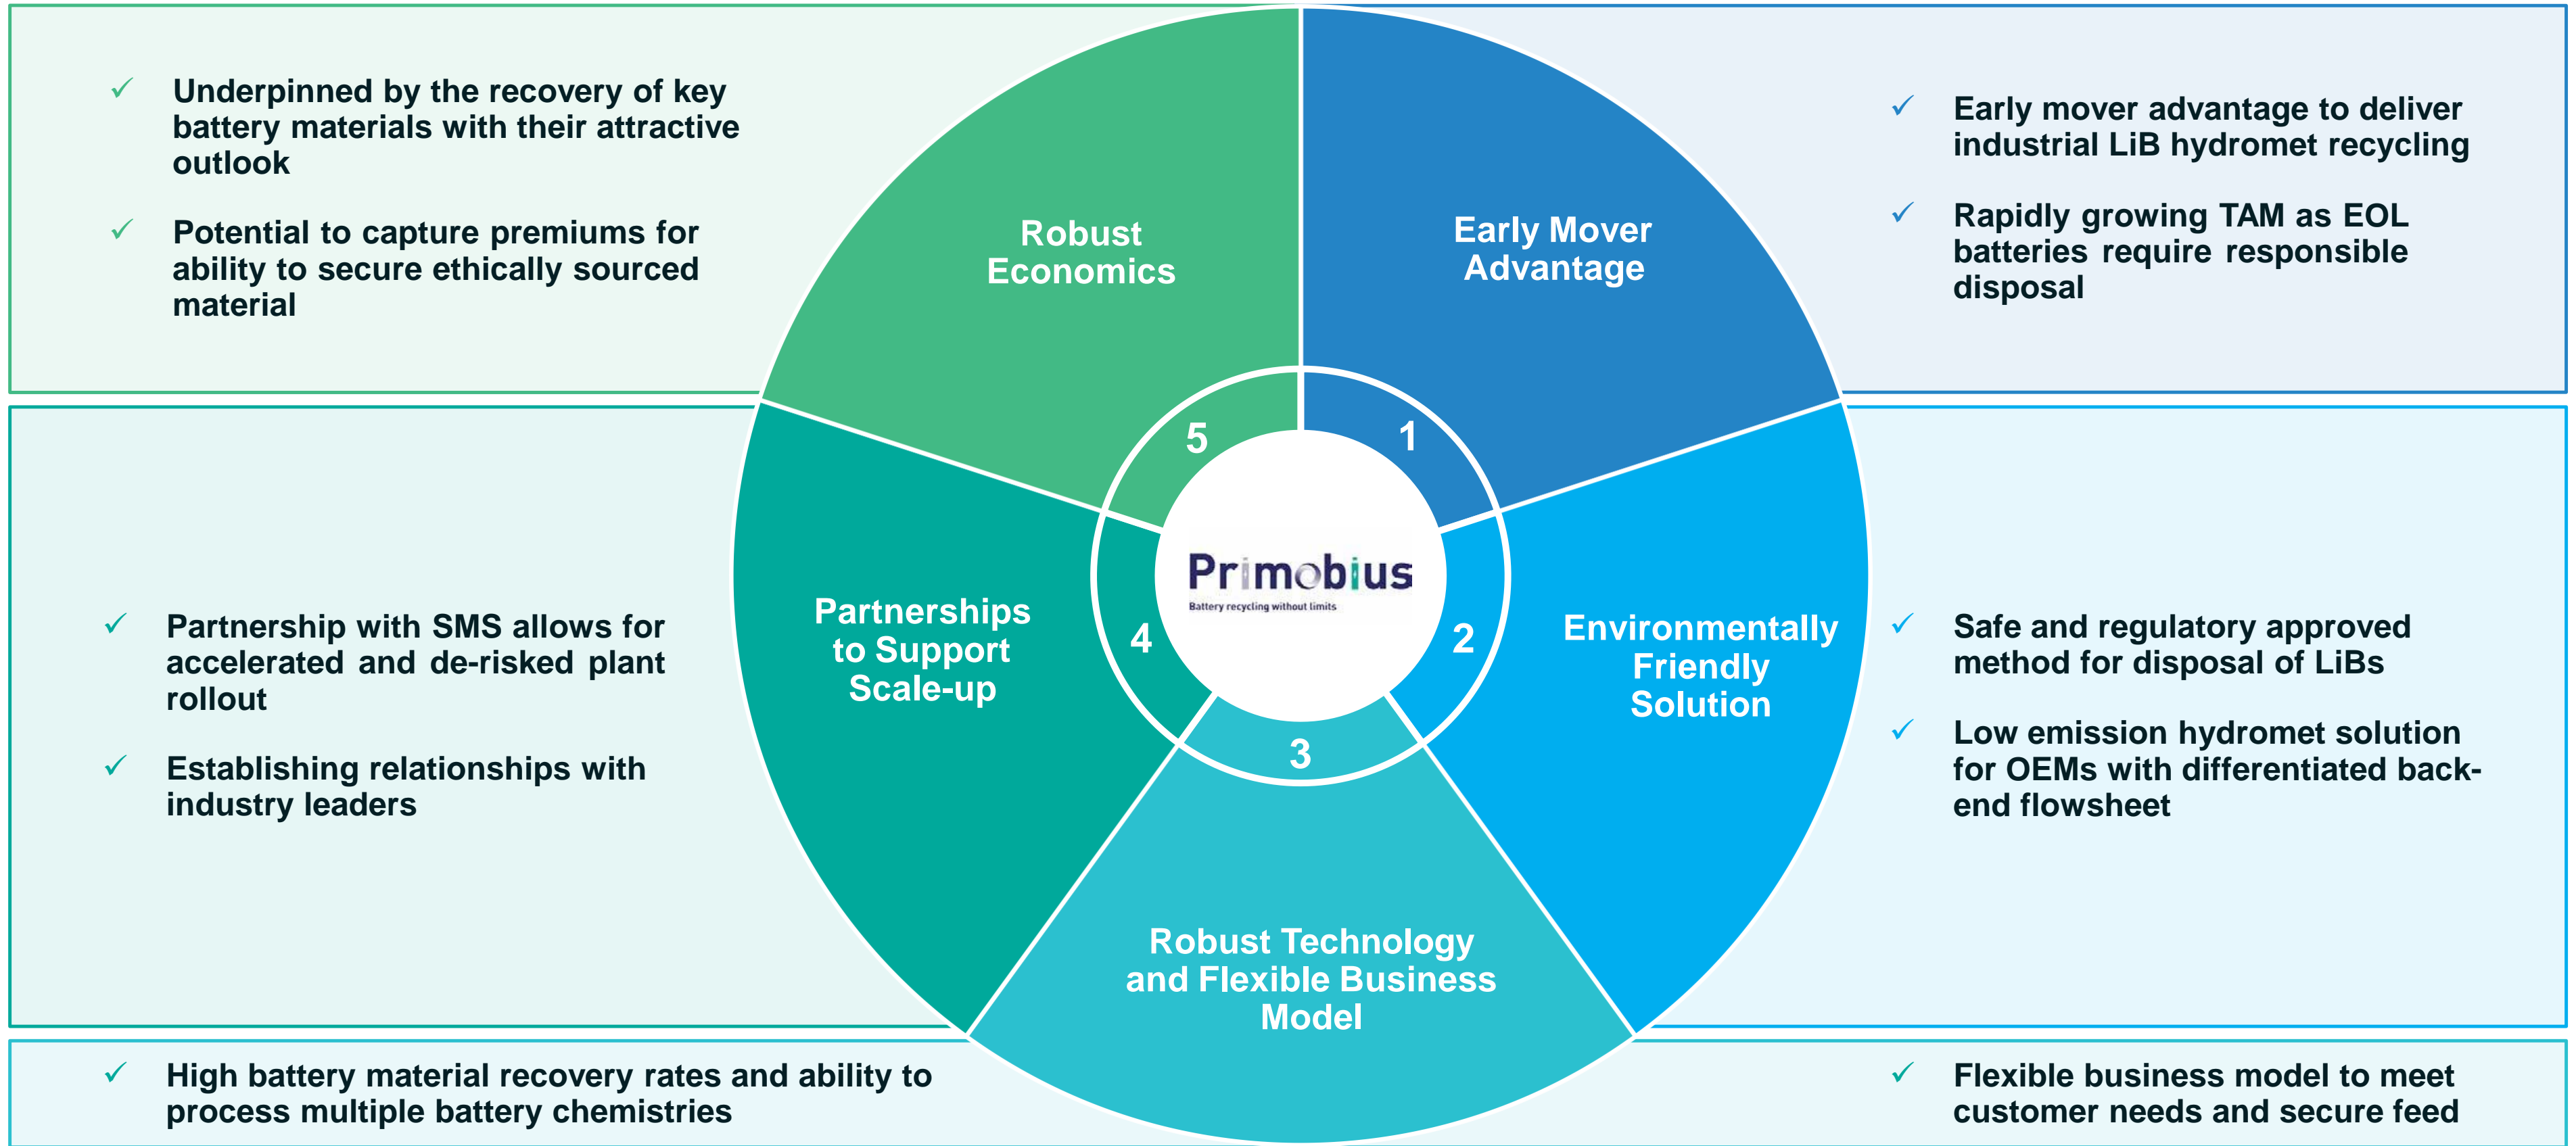 ✓ Underpinned by the recovery of key
battery materials with their attractive
outlook
✓ Potential to capture premiums for
ability to secure ethically sourced
material
Robust
Economics
5
Early Mover
Advantage
1
✓ Early mover advantage to deliver
industrial LiB hydromet recycling
✓ Rapidly growing TAM as EOL
batteries require responsible
disposal
✓ Partnership with SMS allows for
accelerated and de-risked plant
rollout
✓ Establishing relationships with
industry leaders
Partnerships
to Support
Scale-up
4
Primobius
Battery recycling without limits
2
Environmentally
Friendly
Solution
✓ Safe and regulatory approved
method for disposal of LiBs
✓ Low emission hydromet solution
for OEMs with differentiated back-
end flowsheet
3
Robust Technology
and Flexible Business
Model
✓ High battery material recovery rates and ability to
process multiple battery chemistries
✓ Flexible business model to meet
customer needs and secure feed